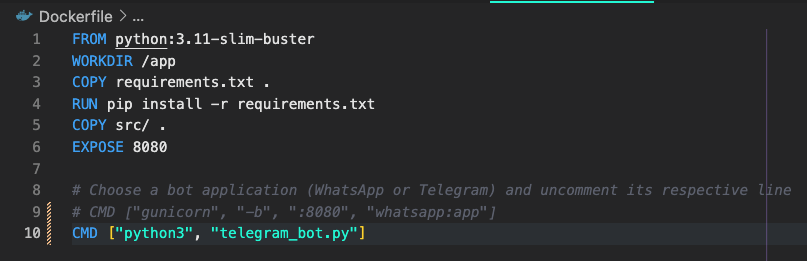 Dockerfile > ...
1 FROM python:3.11-slim-buster
2 WORKDIR /app
3 COPY requirements.txt .
4 RUN pip install -r requirements.txt
5 COPY src/ .
6 EXPOSE 8080
7
8 # Choose a bot application (WhatsApp or Telegram) and uncomment its respective line
9 # CMD ["gunicorn", "-b", ":8080", "whatsapp:app"]
10 CMD ["python3", "telegram_bot.py"]